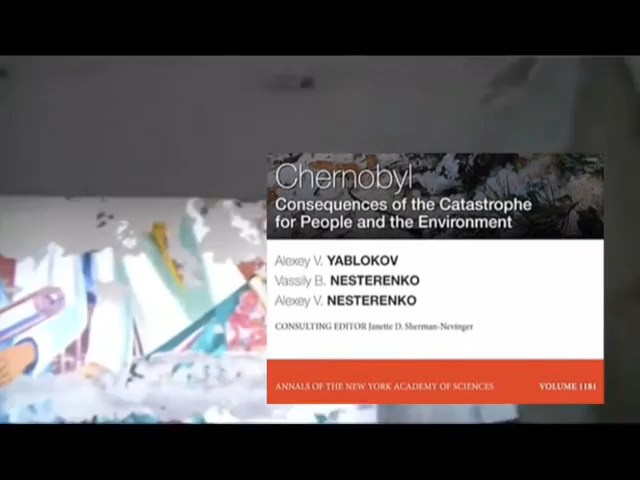 Chernobyl
Consequences of the Catastrophe
for People and the Environment
Alexey V. YABLOKOV
Vassily B. NESTERENKO
Alexey V. NESTERENKO
CONSULTING EDITOR Janette D. Sherman-Nevinger
ANNALS OF THE NEW YORK ACADEMY OF SCIENCES VOLUME 1181